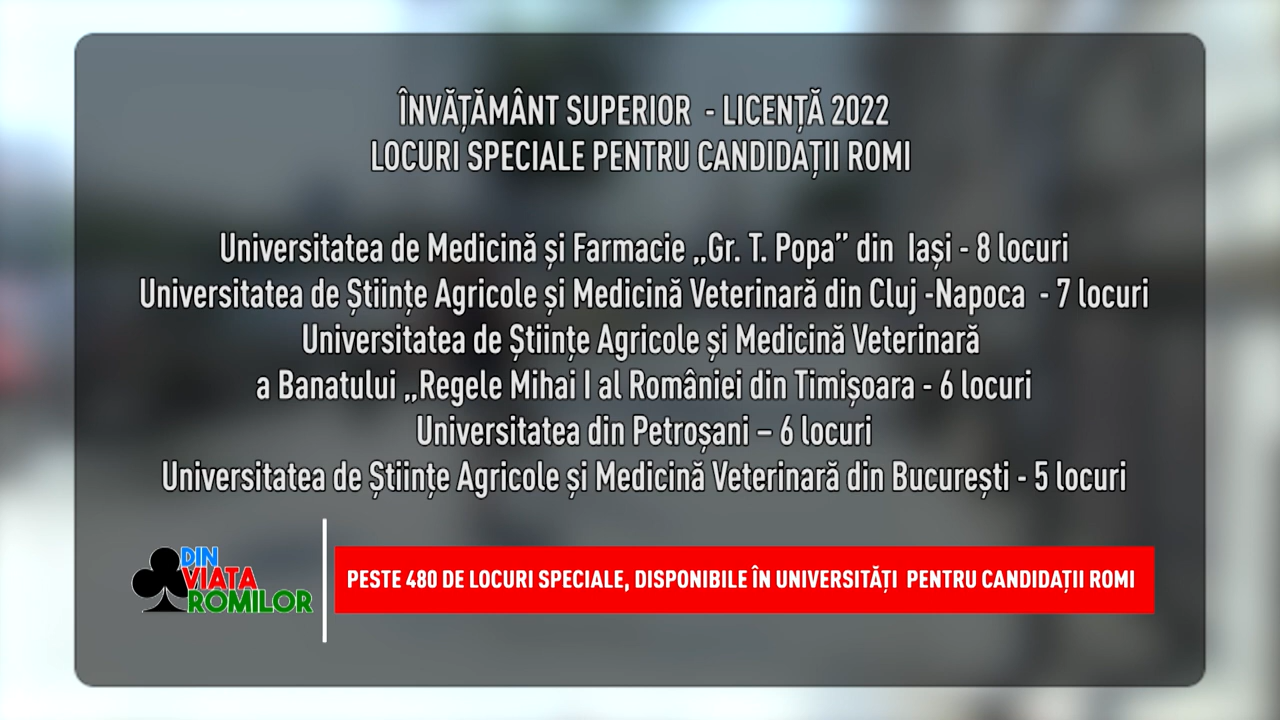 ÎNVĂȚĂMÂNT SUPERIOR - LICENȚĂ 2022
LOCURI SPECIALE PENTRU CANDIDAȚII ROMI
Universitatea de Medicină și Farmacie „Gr. T. Popa” din Iași - 8 locuri
Universitatea de Științe Agricole și Medicină Veterinară din Cluj -Napoca - 7 locuri
Universitatea de Științe Agricole și Medicină Veterinară
a Banatului „Regele Mihai I al României din Timișoara - 6 locuri
Universitatea din Petroșani – 6 locuri
Universitatea de Științe Agricole și Medicină Veterinară din București - 5 locuri
DIN
VIATA
ROMILOR
PESTE 480 DE LOCURI SPECIALE, DISPONIBILE ÎN UNIVERSITĂȚI PENTRU CANDIDAȚII ROMI